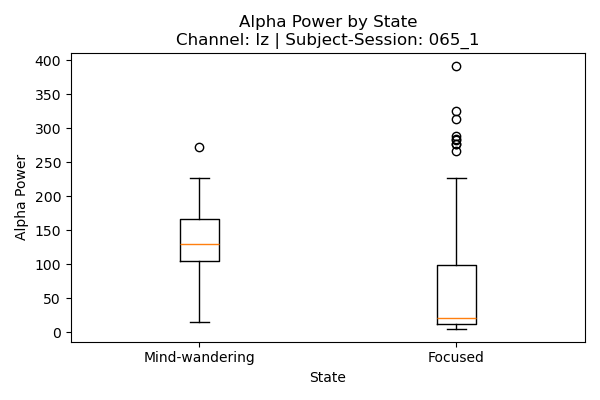 Alpha Power by State
Channel: Iz | Subject-Session: 065_1
400
350
300
250
200
150
100
50
0
Alpha Power
Mind-wandering
Focused
State